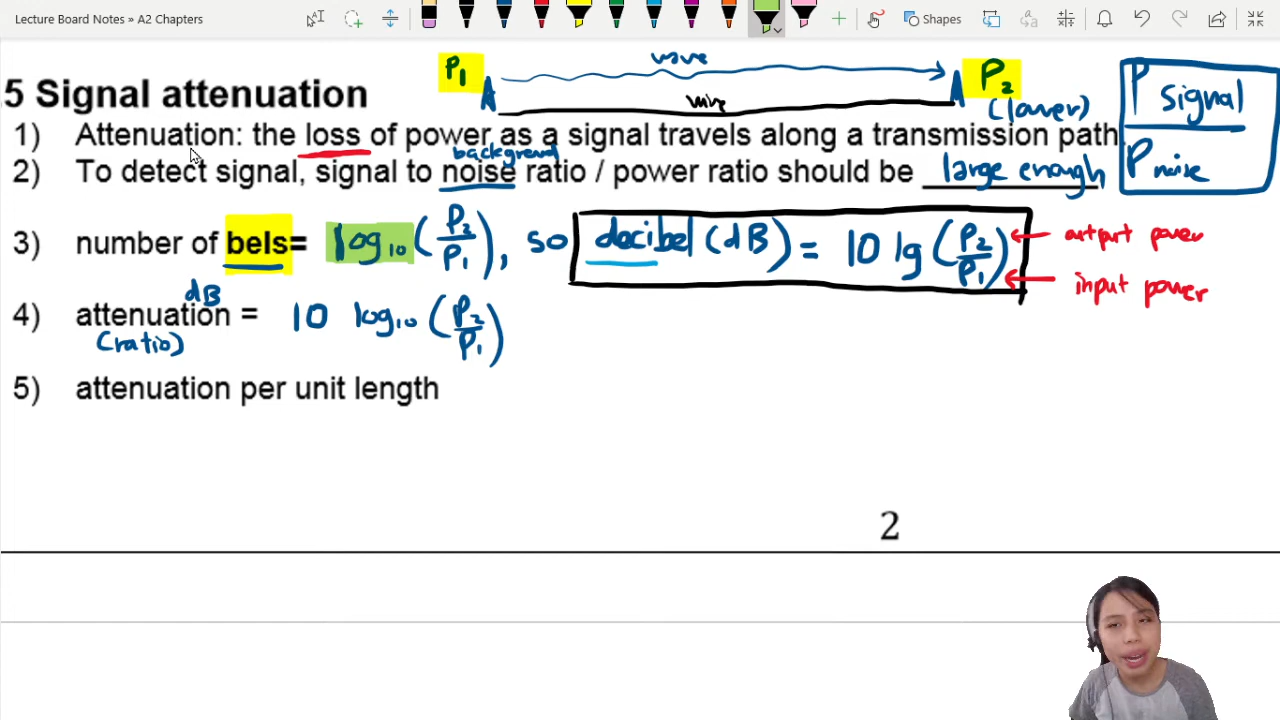 Lecture Board Notes » A2 Chapters
Shapes
P1 wave P2
.5 Signal attenuation wire (lower)
P signal / P noise
1) Attenuation: the loss of power as a signal travels along a transmission path
background
2) To detect signal, signal to noise ratio / power ratio should be large enough
3) number of bels= log10 (P2/P1), so decibel (dB) = 10 lg (P2/P1)
output power
input power
dB
4) attenuation = 10 log10 (P2/P1)
(ratio)
5) attenuation per unit length
2